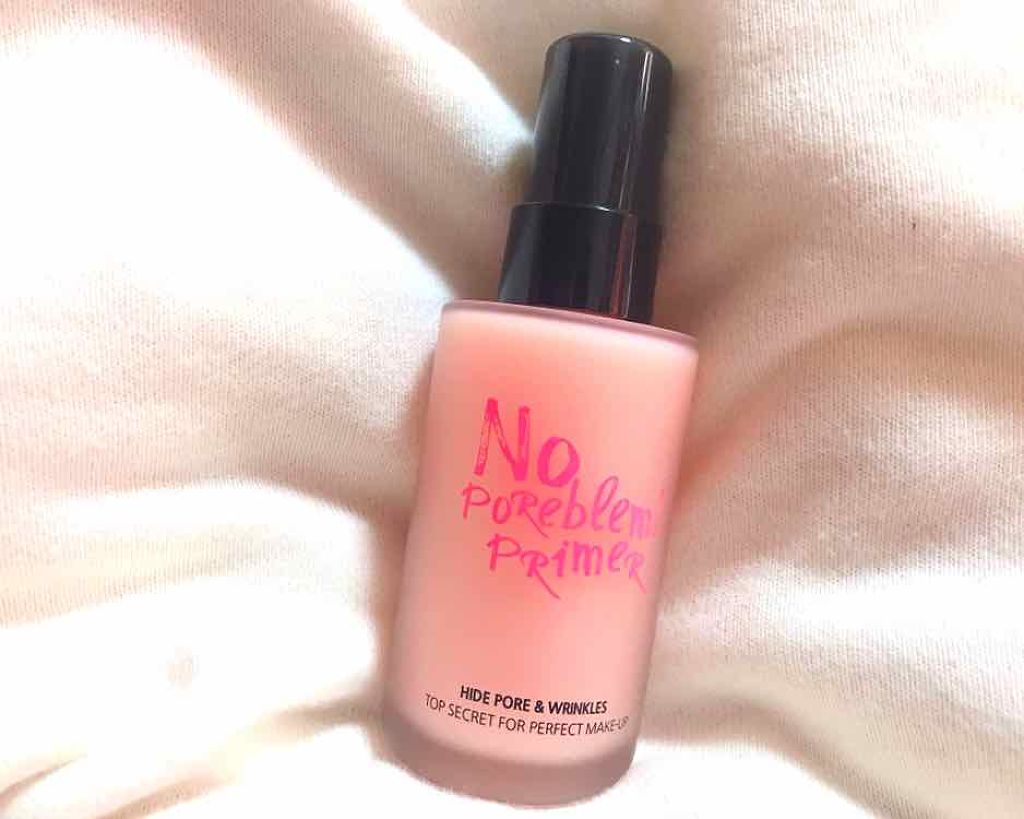 No
POReblem!
PRimeR
HIDE PORE & WRINKLES
TOP SECRET FOR PERFECT MAKE-UP